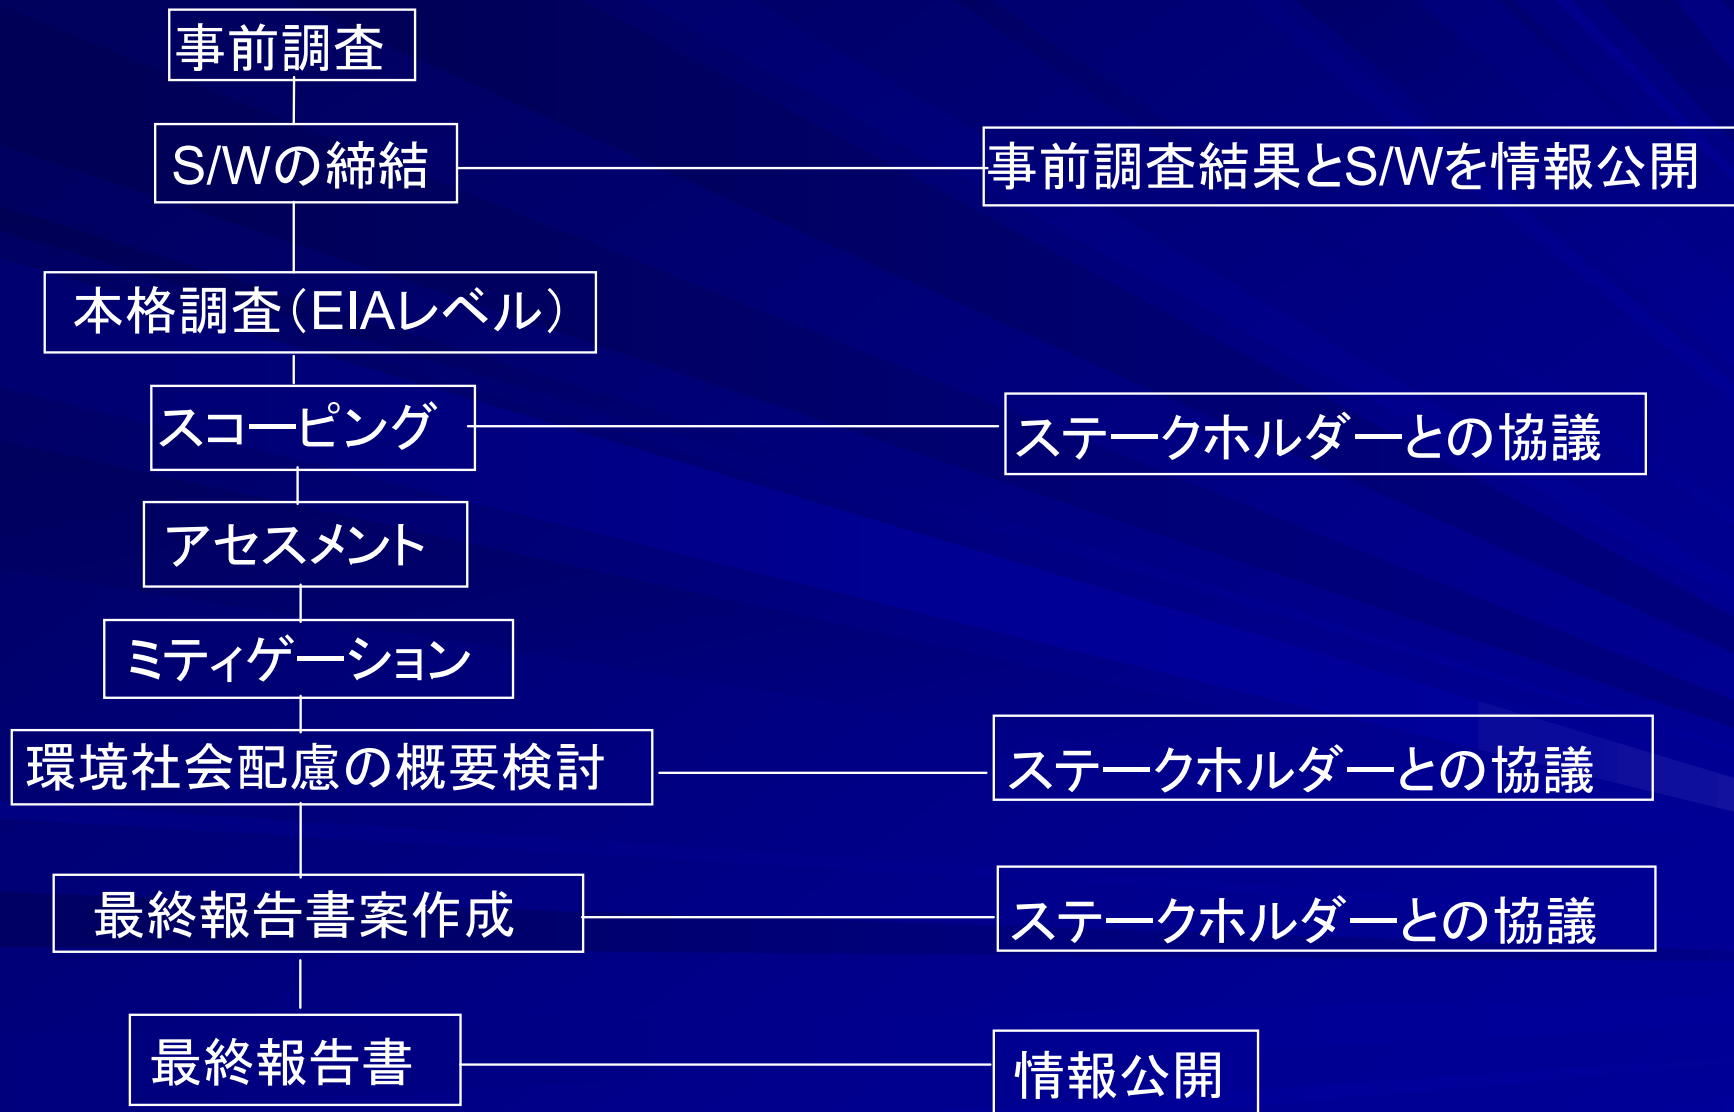 事前調査
S/Wの締結
事前調査結果とS/Wを情報公開
本格調査（EIAレベル）
スコーピング
ステークホルダーとの協議
アセスメント
ミティゲーション
環境社会配慮の概要検討
ステークホルダーとの協議
最終報告書案作成
ステークホルダーとの協議
最終報告書
情報公開